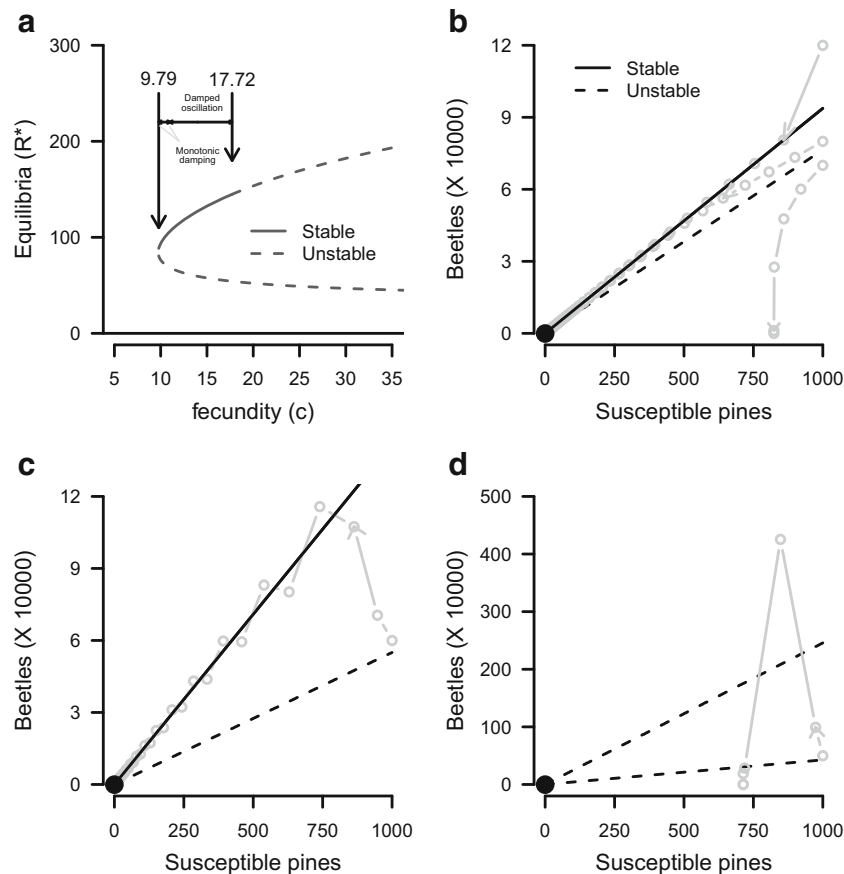 a
300
200
100
0
Equilibria (R*)
9.79
17.72
Damped
oscillation
Monotonic
damping
Stable
Unstable
5 10 15 20 25 30 35
fecundity (c)
b
12
9
6
3
0
Beetles (X 10000)
Stable
Unstable
0 250 500 750 1000
Susceptible pines
c
12
9
6
3
0
Beetles (X 10000)
0 250 500 750 1000
Susceptible pines
d
500
400
300
200
100
0
Beetles (X 10000)
0 250 500 750 1000
Susceptible pines